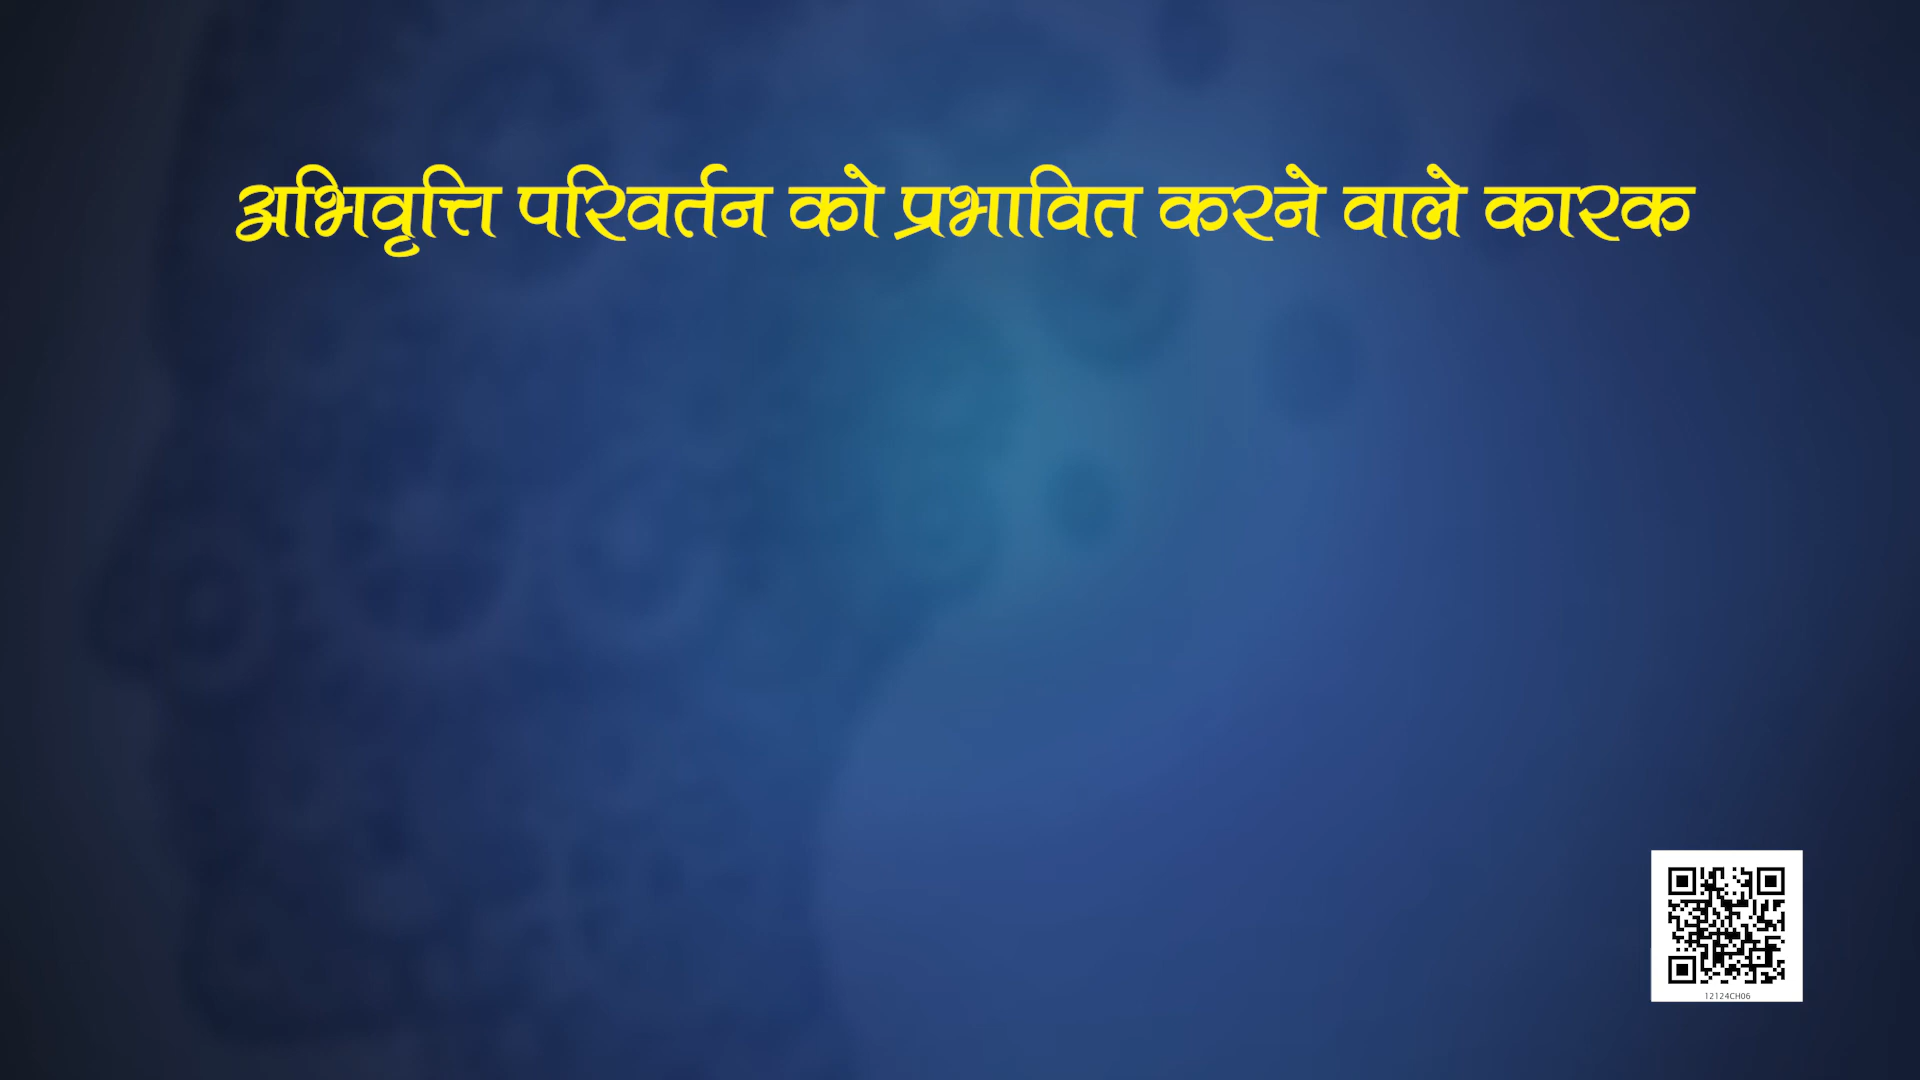 अभिवृत्ति परिवर्तन को प्रभावित करने वाले कारक
12124CH06